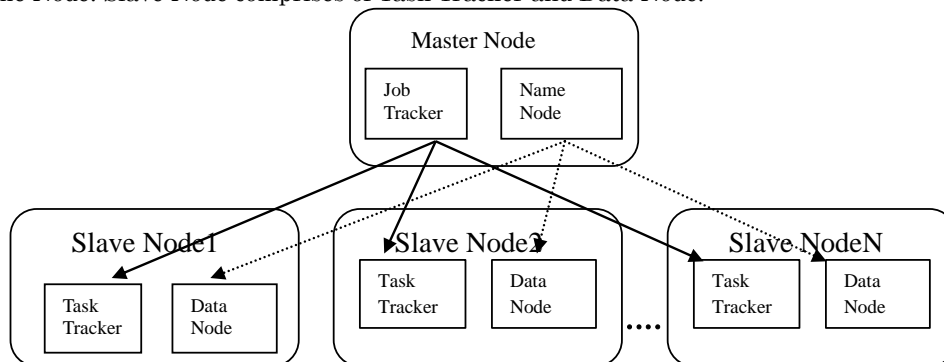 Node. Slave Node comprises of Task Tracker and Data Node.
Master Node
Job
Tracker
Name
Node
Slave Node1
Task
Tracker
Data
Node
Slave Node2
Task
Tracker
Data
Node
....
Slave NodeN
Task
Tracker
Data
Node